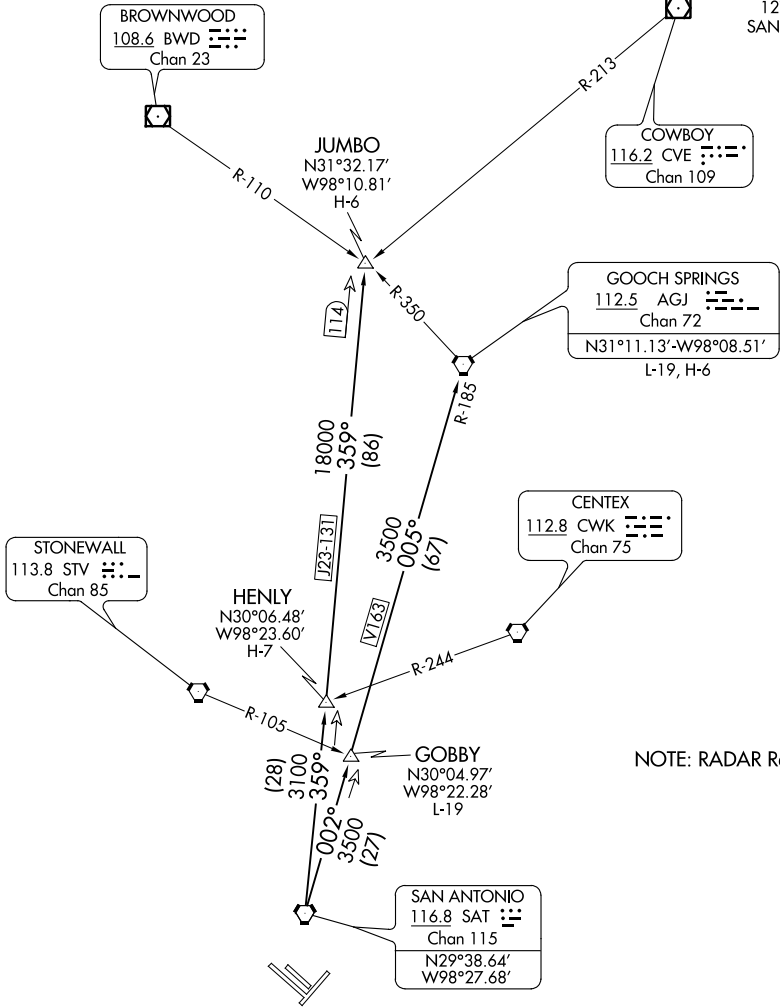 12
SAN
BROWNWOOD
108.6 BWD
Chan 23
R-213
COWBOY
116.2 CVE
Chan 109
JUMBO
N31°32.17'
W98°10.81'
H-6
R-110
R-350
GOOCH SPRINGS
112.5 AGJ
Chan 72
N31°11.13'-W98°08.51'
L-19, H-6
114
R-185
18000
359°
(86)
3500
005°
(67)
J23-131
V163
CENTEX
112.8 CWK
Chan 75
STONEWALL
113.8 STV
Chan 85
HENLY
N30°06.48'
W98°23.60'
H-7
R-244
R-105
GOBBY
N30°04.97'
W98°22.28'
L-19
NOTE: RADAR
(28)
3100
359°
002°
3500
(27)
SAN ANTONIO
116.8 SAT
Chan 115
N29°38.64'
W98°27.68'